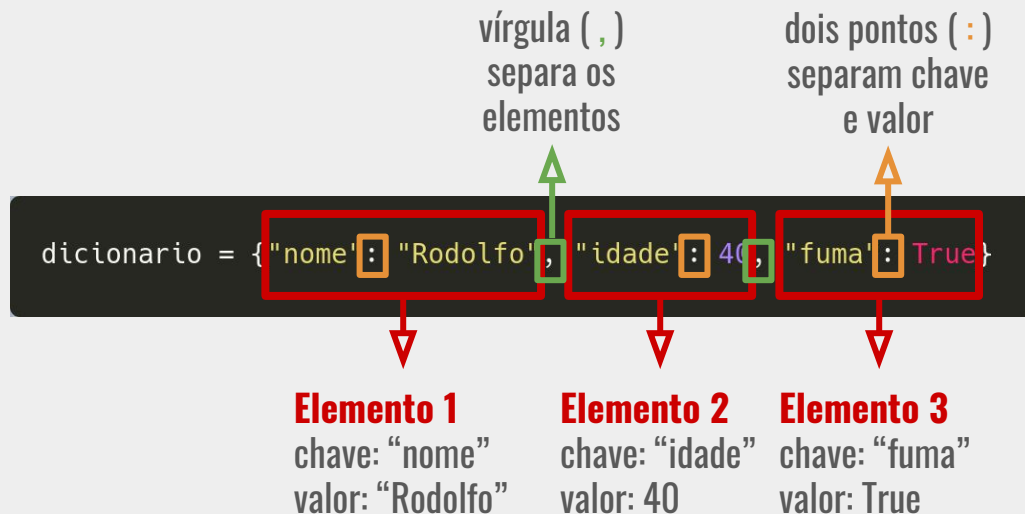 vírgula ( , )
separa os
elementos
dois pontos ( : )
separam chave
e valor
dicionario = {"nome": "Rodolfo", "idade": 40, "fuma": True}
Elemento 1
chave: “nome”
valor: “Rodolfo”
Elemento 2
chave: “idade”
valor: 40
Elemento 3
chave: “fuma”
valor: True